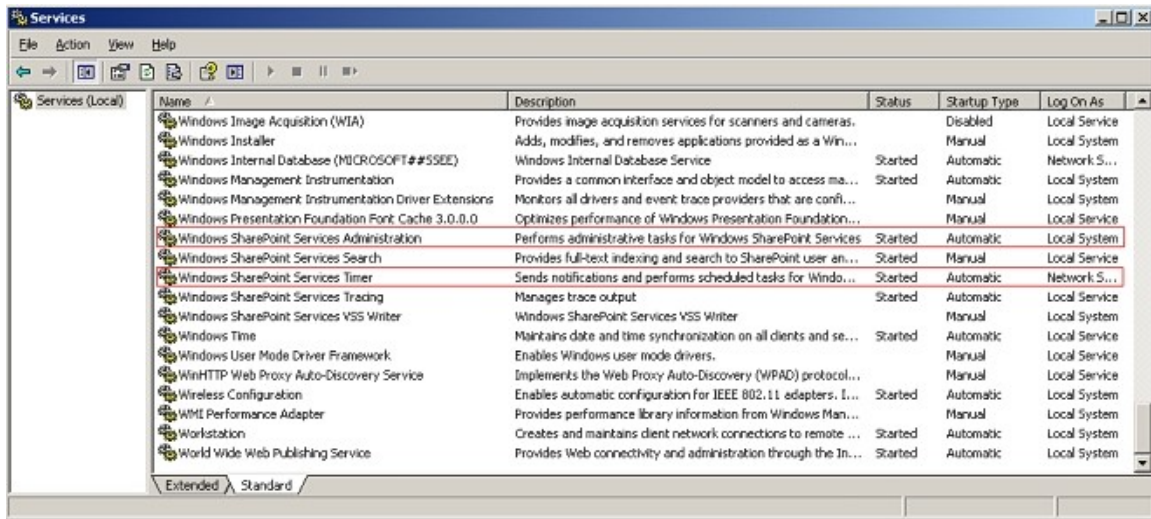 Services
File Action View Help
Services (Local)
Name Description Status Startup Type Log On As
Windows Image Acquisition (WIA) Provides image acquisition services for scanners and cameras. Disabled Local Service
Windows Installer Adds, modifies, and removes applications provided as a Win... Manual Local System
Windows Internal Database (MICROSOFT##SSEE) Windows Internal Database Service Started Automatic Network S...
Windows Management Instrumentation Provides a common interface and object model to access ma... Started Automatic Local System
Windows Management Instrumentation Driver Extensions Monitors all drivers and event trace providers that are confi... Manual Local System
Windows Presentation Foundation Font Cache 3.0.0.0 Optimizes performance of Windows Presentation Foundation... Manual Local Service
Windows SharePoint Services Administration Performs administrative tasks for Windows SharePoint Services Started Automatic Local System
Windows SharePoint Services Search Provides full-text indexing and search to SharePoint user an... Started Manual Local Service
Windows SharePoint Services Timer Sends notifications and performs scheduled tasks for Windo... Started Automatic Network S...
Windows SharePoint Services Tracing Manages trace output Started Automatic Local Service
Windows SharePoint Services VSS Writer Windows SharePoint Services VSS Writer Manual Local System
Windows Time Maintains date and time synchronization on all clients and se... Started Automatic Local Service
Windows User Mode Driver Framework Enables Windows user mode drivers. Manual Local Service
WinHTTP Web Proxy Auto-Discovery Service Implements the Web Proxy Auto-Discovery (WPAD) protocol... Manual Local Service
Wireless Configuration Enables automatic configuration for IEEE 802.11 adapters. I... Started Automatic Local System
WMI Performance Adapter Provides performance library information from Windows Man... Manual Local System
Workstation Creates and maintains client network connections to remote ... Started Automatic Local System
World Wide Web Publishing Service Provides Web connectivity and administration through the In... Started Automatic Local System
Extended Standard